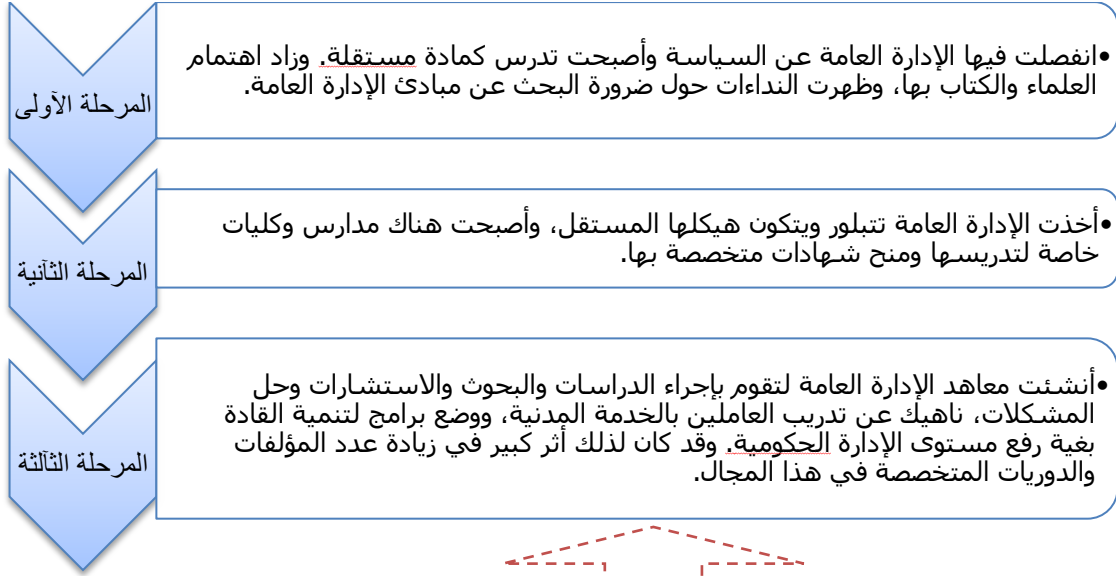 المرحلة الأولى
•انفصلت فيها الإدارة العامة عن السياسة وأصبحت تدرس كمادة مستقلة. وزاد اهتمام
العلماء والكتاب بها، وظهرت النداءات حول ضرورة البحث عن مبادئ الإدارة العامة.
المرحلة الثانية
•أخذت الإدارة العامة تتبلور ويتكون هيكلها المستقل، وأصبحت هناك مدارس وكليات
خاصة لتدريسها ومنح شهادات متخصصة بها.
المرحلة الثالثة
•أنشئت معاهد الإدارة العامة لتقوم بإجراء الدراسات والبحوث والاستشارات وحل
المشكلات، ناهيك عن تدريب العاملين بالخدمة المدنية، ووضع برامج لتنمية القادة
بغية رفع مستوى الإدارة الحكومية. وقد كان لذلك أثر كبير في زيادة عدد المؤلفات
والدوريات المتخصصة في هذا المجال.